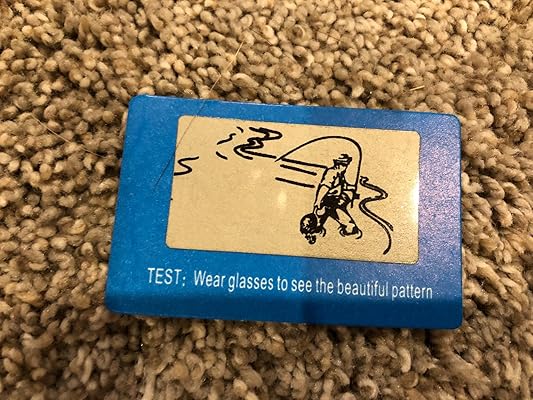 TEST: Wear glasses to see the beautiful pattern